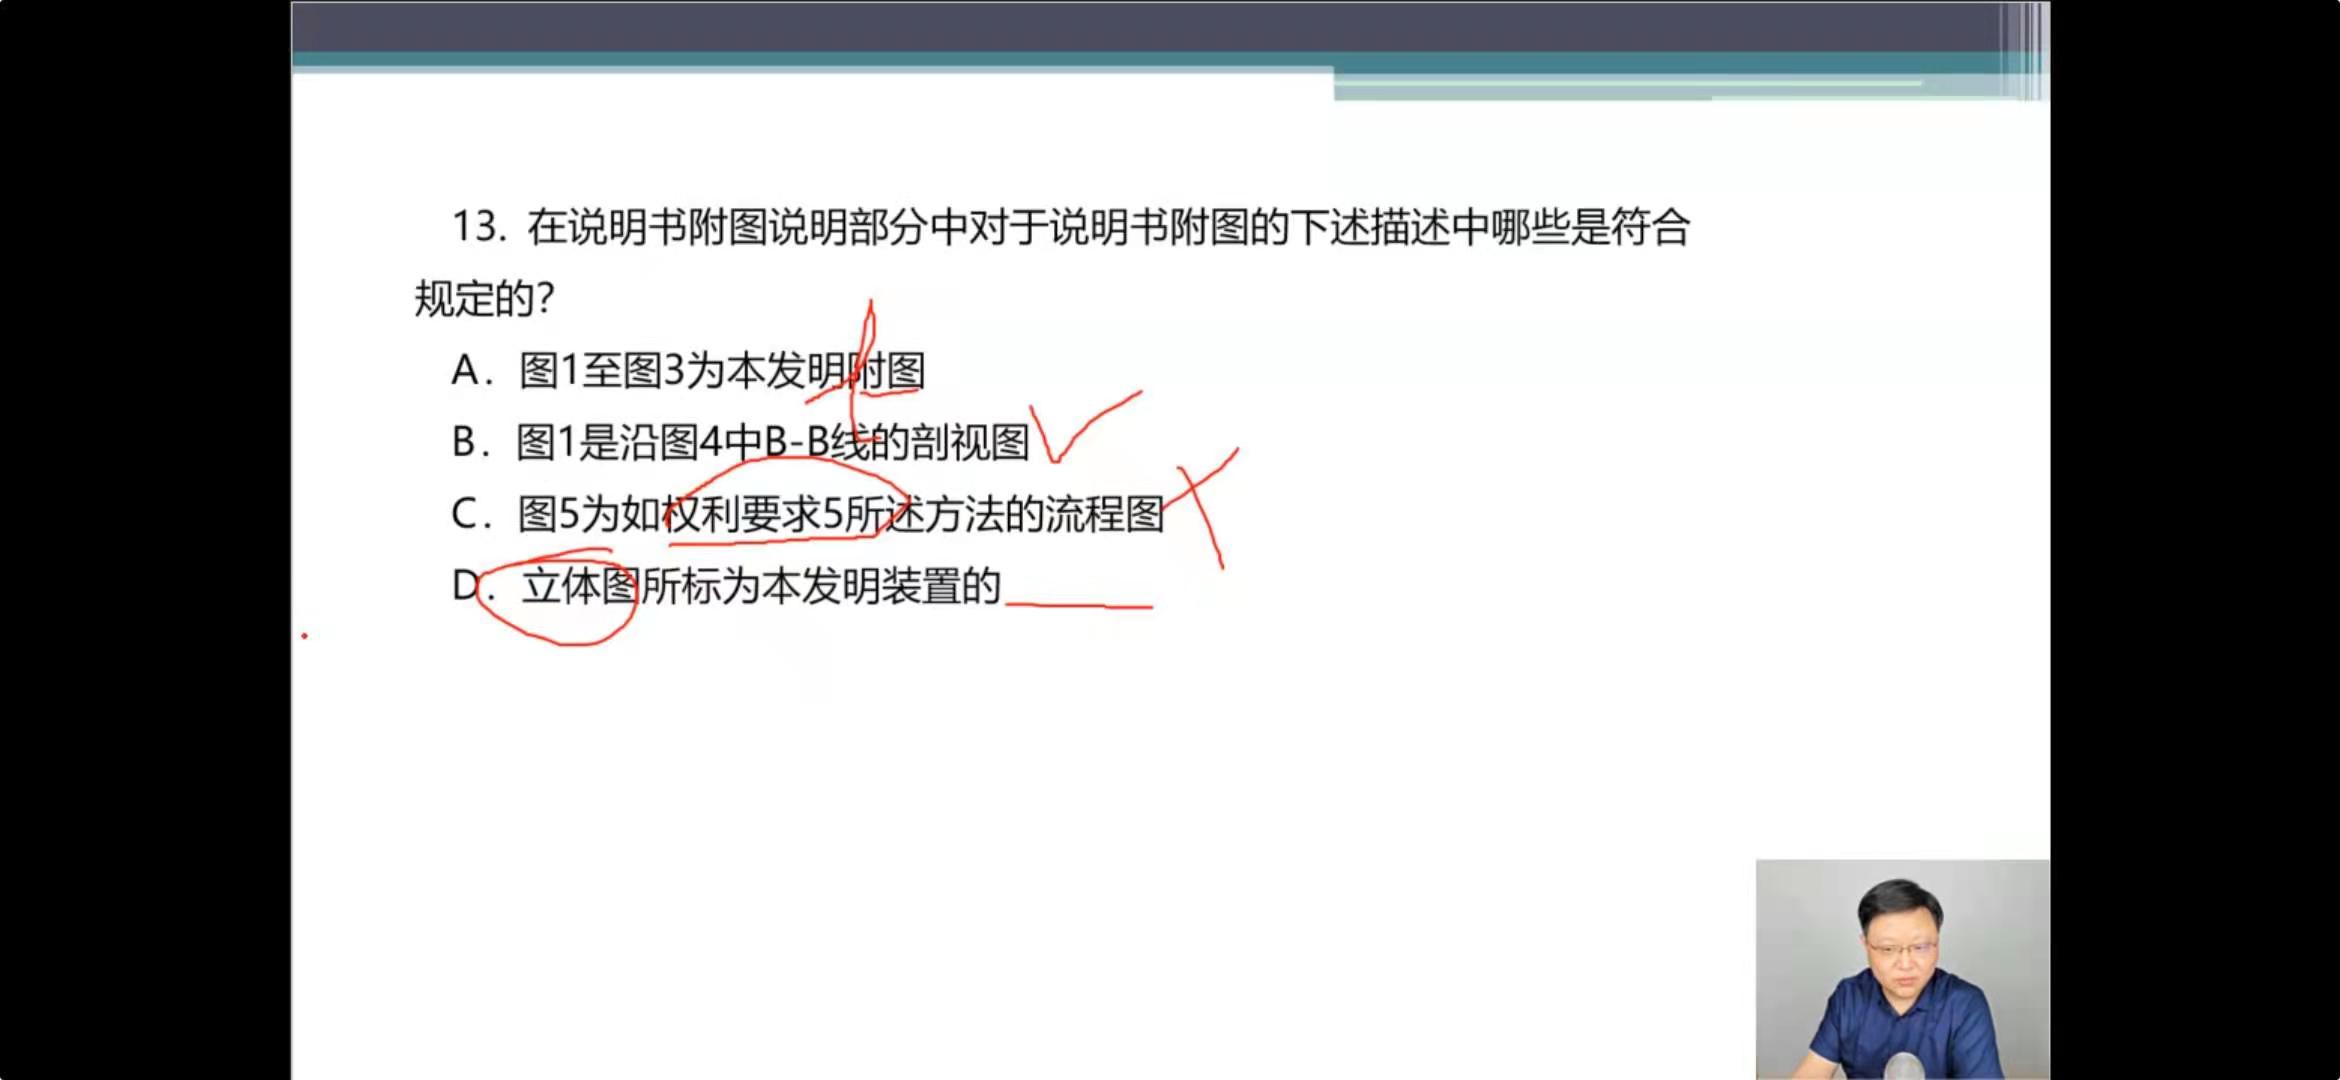 13. 在说明书附图说明部分中对于说明书附图的下述描述中哪些是符合
规定的?
A. 图1至图3为本发明附图
B. 图1是沿图4中B-B线的剖视图
C. 图5为如权利要求5所述方法的流程图
D. 立体图所标为本发明装置的